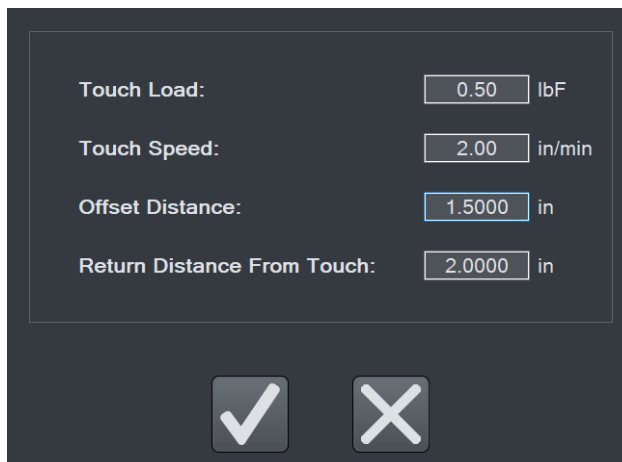 Touch Load: 0.50 lbF
Touch Speed: 2.00 in/min
Offset Distance: 1.5000 in
Return Distance From Touch: 2.0000 in